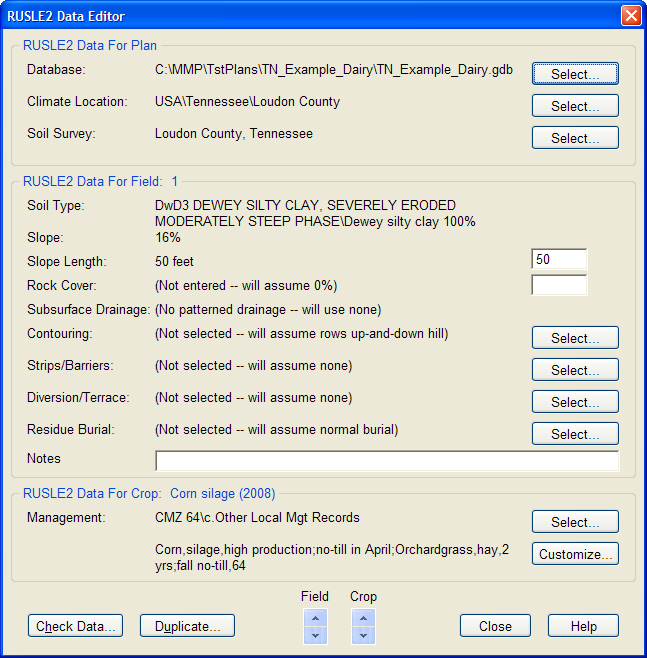 RUSLE2 Data Editor
RUSLE2 Data For Plan
Database: C:\MMP\TstPlans\TN_Example_Dairy\TN_Example_Dairy.gdb Select...
Climate Location: USA\Tennessee\Loudon County Select...
Soil Survey: Loudon County, Tennessee Select...
RUSLE2 Data For Field: 1
Soil Type: DwD3 DEWEY SILTY CLAY, SEVERELY ERODED
MODERATELY STEEP PHASE\Dewey silty clay 100%
Slope: 16%
Slope Length: 50 feet 50
Rock Cover: (Not entered -- will assume 0%)
Subsurface Drainage: (No patterned drainage -- will use none)
Contouring: (Not selected -- will assume rows up-and-down hill) Select...
Strips/Barriers: (Not selected -- will assume none) Select...
Diversion/Terrace: (Not selected -- will assume none) Select...
Residue Burial: (Not selected -- will assume normal burial) Select...
Notes
RUSLE2 Data For Crop: Corn silage (2008)
Management: CMZ 64\c.Other Local Mgt Records Select...
Corn,silage,high production;no-till in April;Orchardgrass,hay,2 Customize...
yrs;fall no-till,64
Field Crop
Check Data... Duplicate... Close Help